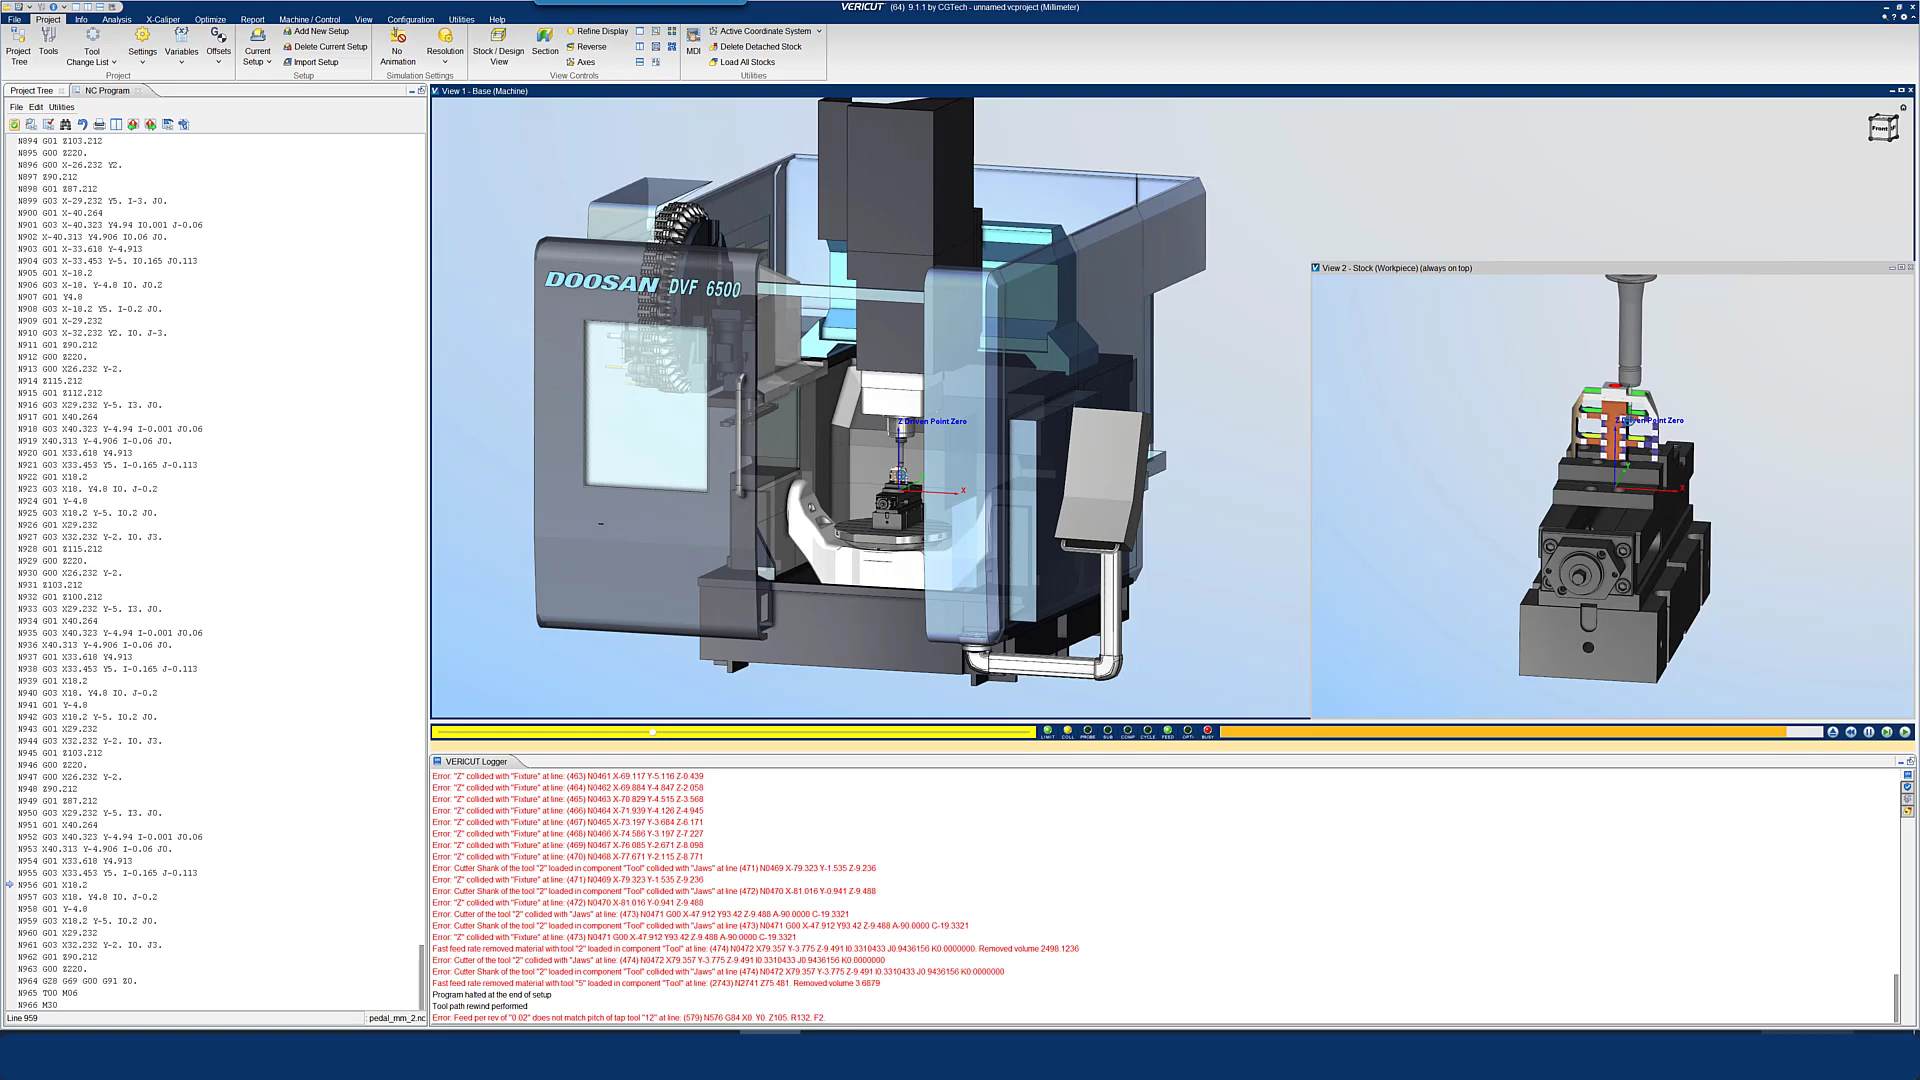 VERICUT (64) 9.1.1 by CGTech - unnamed.vcproject (Millimeter)
File Project Info Analysis X-Caliper Optimize Report Machine / Control View Configuration Utilities Help
Project Tree
Tools
Tool Change List
Settings
Variables
Offsets
Project
Current Setup
Add New Setup
Delete Current Setup
Import Setup
Setup
No Animation
Resolution
Simulation Settings
Stock / Design View
Section
Refine Display
Reverse
Axes
View Controls
MDI
Active Coordinate System
Delete Detached Stock
Load All Stocks
Utilities
Project Tree
NC Program
File Edit Utilities
N894 G01 Z103.212
N895 G00 Z220.
N896 G00 X-26.232 Y2.
N897 Z90.212
N898 G01 Z87.212
N899 G03 X-29.232 Y5. I-3. J0.
N900 G01 X-40.264
N901 G03 X-40.323 Y4.94 I0.001 J-0.06
N902 X-40.313 Y4.906 I0.06 J0.
N903 G01 X-33.618 Y-4.913
N904 G03 X-33.453 Y-5. I0.165 J0.113
N905 G01 X-18.2
N906 G03 X-18. Y-4.8 I0. J0.2
N907 G01 Y4.8
N908 G03 X-18.2 Y5. I-0.2 J0.
N909 G01 X-29.232
N910 G03 X-32.232 Y2. I0. J-3.
N911 G01 Z90.212
N912 G00 Z220.
N913 G00 X26.232 Y-2.
N914 Z115.212
N915 G01 Z112.212
N916 G03 X29.232 Y-5. I3. J0.
N917 G01 X40.264
N918 G03 X40.323 Y-4.94 I-0.001 J0.06
N919 X40.313 Y-4.906 I-0.06 J0.
N920 G01 X33.618 Y4.913
N921 G03 X33.453 Y5. I-0.165 J-0.113
N922 G01 X18.2
N923 G03 X18. Y4.8 I0. J-0.2
N924 G01 Y-4.8
N925 G03 X18.2 Y-5. I0.2 J0.
N926 G01 X29.232
N927 G03 X32.232 Y-2. I0. J3.
N928 G01 Z115.212
N929 G00 Z220.
N930 G00 X26.232 Y-2.
N931 Z103.212
N932 G01 Z100.212
N933 G03 X29.232 Y-5. I3. J0.
N934 G01 X40.264
N935 G03 X40.323 Y-4.94 I-0.001 J0.06
N936 X40.313 Y-4.906 I-0.06 J0.
N937 G01 X33.618 Y4.913
N938 G03 X33.453 Y5. I-0.165 J-0.113
N939 G01 X18.2
N940 G03 X18. Y4.8 I0. J-0.2
N941 G01 Y-4.8
N942 G03 X18.2 Y-5. I0.2 J0.
N943 G01 X29.232
N944 G03 X32.232 Y-2. I0. J3.
N945 G01 Z103.212
N946 G00 Z220.
N947 G00 X26.232 Y-2.
N948 Z90.212
N949 G01 Z87.212
N950 G03 X29.232 Y-5. I3. J0.
N951 G01 X40.264
N952 G03 X40.323 Y-4.94 I-0.001 J0.06
N953 X40.313 Y-4.906 I-0.06 J0.
N954 G01 X33.618 Y4.913
N955 G03 X33.453 Y5. I-0.165 J-0.113
N956 G01 X18.2
N957 G03 X18. Y4.8 I0. J-0.2
N958 G01 Y-4.8
N959 G03 X18.2 Y-5. I0.2 J0.
N960 G01 X29.232
N961 G03 X32.232 Y-2. I0. J3.
N962 G01 Z90.212
N963 G00 Z220.
N964 G28 G69 G00 G91 Z0.
N965 T00 M06
N966 M30
Line 959
pedal_mm_2.nc
View 1 - Base (Machine)
Front
DOOSAN DVF 6500
Z Driven Point Zero
X
View 2 - Stock (Workpiece) (always on top)
Z Driven Point Zero
X
LIMIT COLL PROBE SUB COMP CYCLE FEED OPTI BUSY
VERICUT Logger
Error: "Z" collided with "Fixture" at line: (463) N0461 X-69.117 Y-5.116 Z-0.439
Error: "Z" collided with "Fixture" at line: (464) N0462 X-69.884 Y-4.847 Z-2.058
Error: "Z" collided with "Fixture" at line: (465) N0463 X-70.829 Y-4.515 Z-3.568
Error: "Z" collided with "Fixture" at line: (466) N0464 X-71.939 Y-4.126 Z-4.945
Error: "Z" collided with "Fixture" at line: (467) N0465 X-73.197 Y-3.684 Z-6.171
Error: "Z" collided with "Fixture" at line: (468) N0466 X-74.586 Y-3.197 Z-7.227
Error: "Z" collided with "Fixture" at line: (469) N0467 X-76.085 Y-2.671 Z-8.098
Error: "Z" collided with "Fixture" at line: (470) N0468 X-77.671 Y-2.115 Z-8.771
Error: Cutter Shank of the tool "2" loaded in component "Tool" collided with "Jaws" at line (471) N0469 X-79.323 Y-1.535 Z-9.236
Error: "Z" collided with "Fixture" at line: (471) N0469 X-79.323 Y-1.535 Z-9.236
Error: Cutter Shank of the tool "2" loaded in component "Tool" collided with "Jaws" at line (472) N0470 X-81.016 Y-0.941 Z-9.488
Error: "Z" collided with "Fixture" at line: (472) N0470 X-81.016 Y-0.941 Z-9.488
Error: Cutter of the tool "2" collided with "Jaws" at line: (473) N0471 G00 X-47.912 Y93.42 Z-9.488 A-90.0000 C-19.3321
Error: Cutter Shank of the tool "2" loaded in component "Tool" collided with "Jaws" at line (473) N0471 G00 X-47.912 Y93.42 Z-9.488 A-90.0000 C-19.3321
Error: "Z" collided with "Fixture" at line: (473) N0471 G00 X-47.912 Y93.42 Z-9.488 A-90.0000 C-19.3321
Fast feed rate removed material with tool "2" loaded in component "Tool" at line: (474) N0472 X79.357 Y-3.775 Z-9.491 I0.3310433 J0.9436156 K0.0000000. Removed volume 2498.1236
Error: Cutter of the tool "2" collided with "Jaws" at line: (474) N0472 X79.357 Y-3.775 Z-9.491 I0.3310433 J0.9436156 K0.0000000
Error: Cutter Shank of the tool "2" loaded in component "Tool" collided with "Jaws" at line (474) N0472 X79.357 Y-3.775 Z-9.491 I0.3310433 J0.9436156 K0.0000000
Fast feed rate removed material with tool "5" loaded in component "Tool" at line: (2743) N2741 Z75.481. Removed volume 3.6879
Program halted at the end of setup
Tool path rewind performed
Error: Feed per rev of "0.02" does not match pitch of tap tool "12" at line: (579) N576 G84 X0. Y0. Z105. R132. F2.